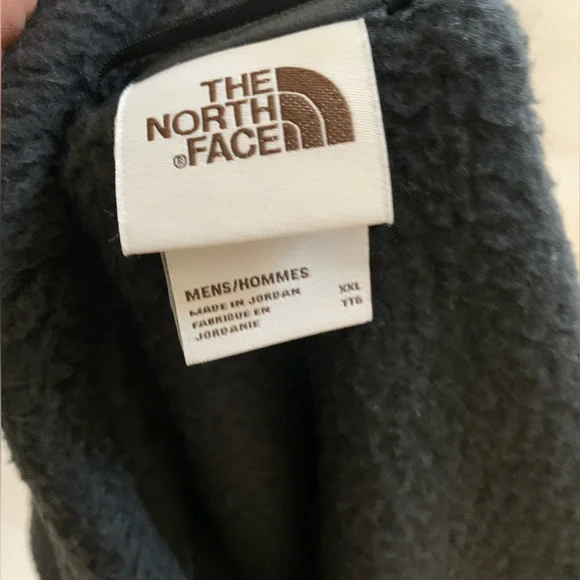 THE
NORTH
®FACE
MENS/HOMMES XXL
MADE IN JORDAN TTG
FABRIQUE EN
JORDANIE